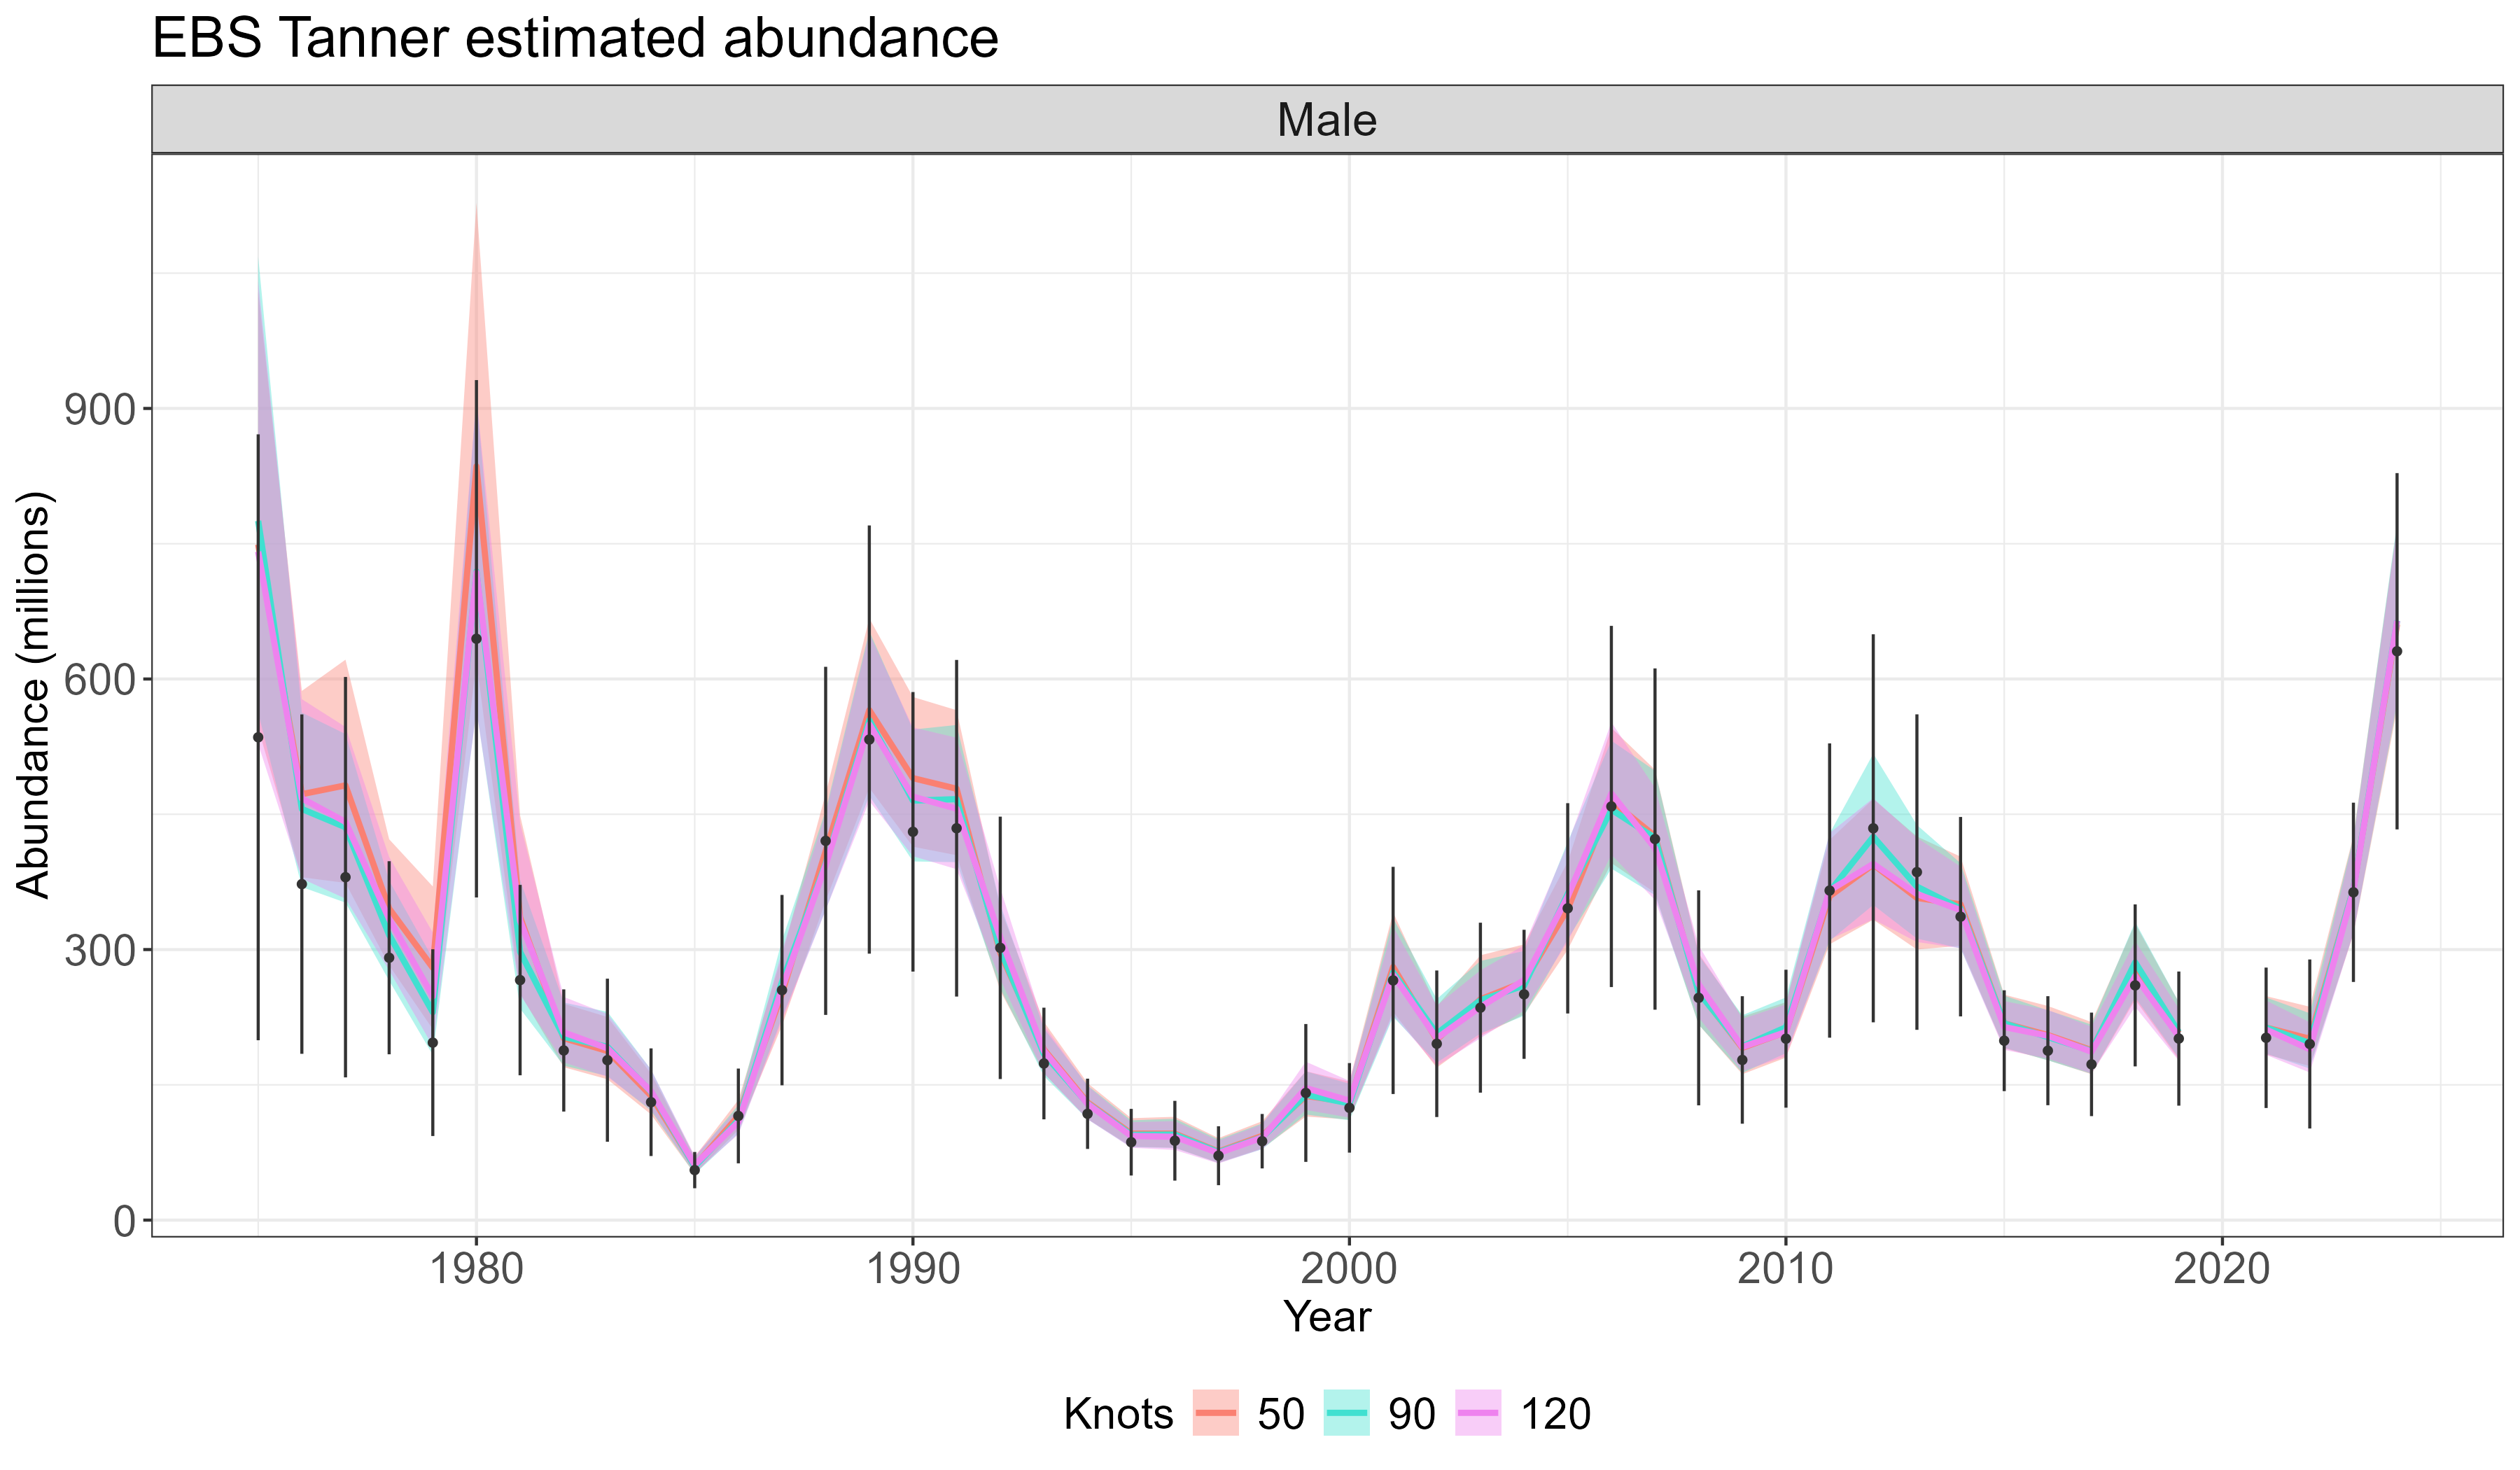 EBS Tanner estimated abundance
Male
Abundance (millions)
900
600
300
0
1980 1990 2000 2010 2020
Year
Knots 50 90 120